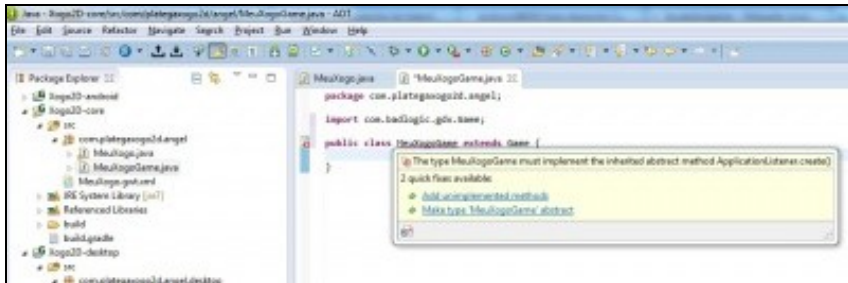 Java - Xogo2D-core/src/com/plategaxogo2d/angel/MeuXogoGame.java - ADT
File Edit Source Refactor Navigate Search Project Run Window Help
Package Explorer
MeuXogo.java
*MeuXogoGame.java
Xogo2D-android
Xogo2D-core
src
com.plategaxogo2d.angel
MeuXogo.java
MeuXogoGame.java
MeuXogo.gwt.xml
JRE System Library
Referenced Libraries
build
build.gradle
Xogo2D-desktop
src
com.plategaxogo2d.angel.desktop
package com.plategaxogo2d.angel;
import com.badlogic.gdx.Game;
public class MeuXogoGame extends Game {
}
The type MeuXogoGame must implement the inherited abstract method ApplicationListener.create()
2 quick fixes available:
Add unimplemented methods
Make type 'MeuXogoGame' abstract